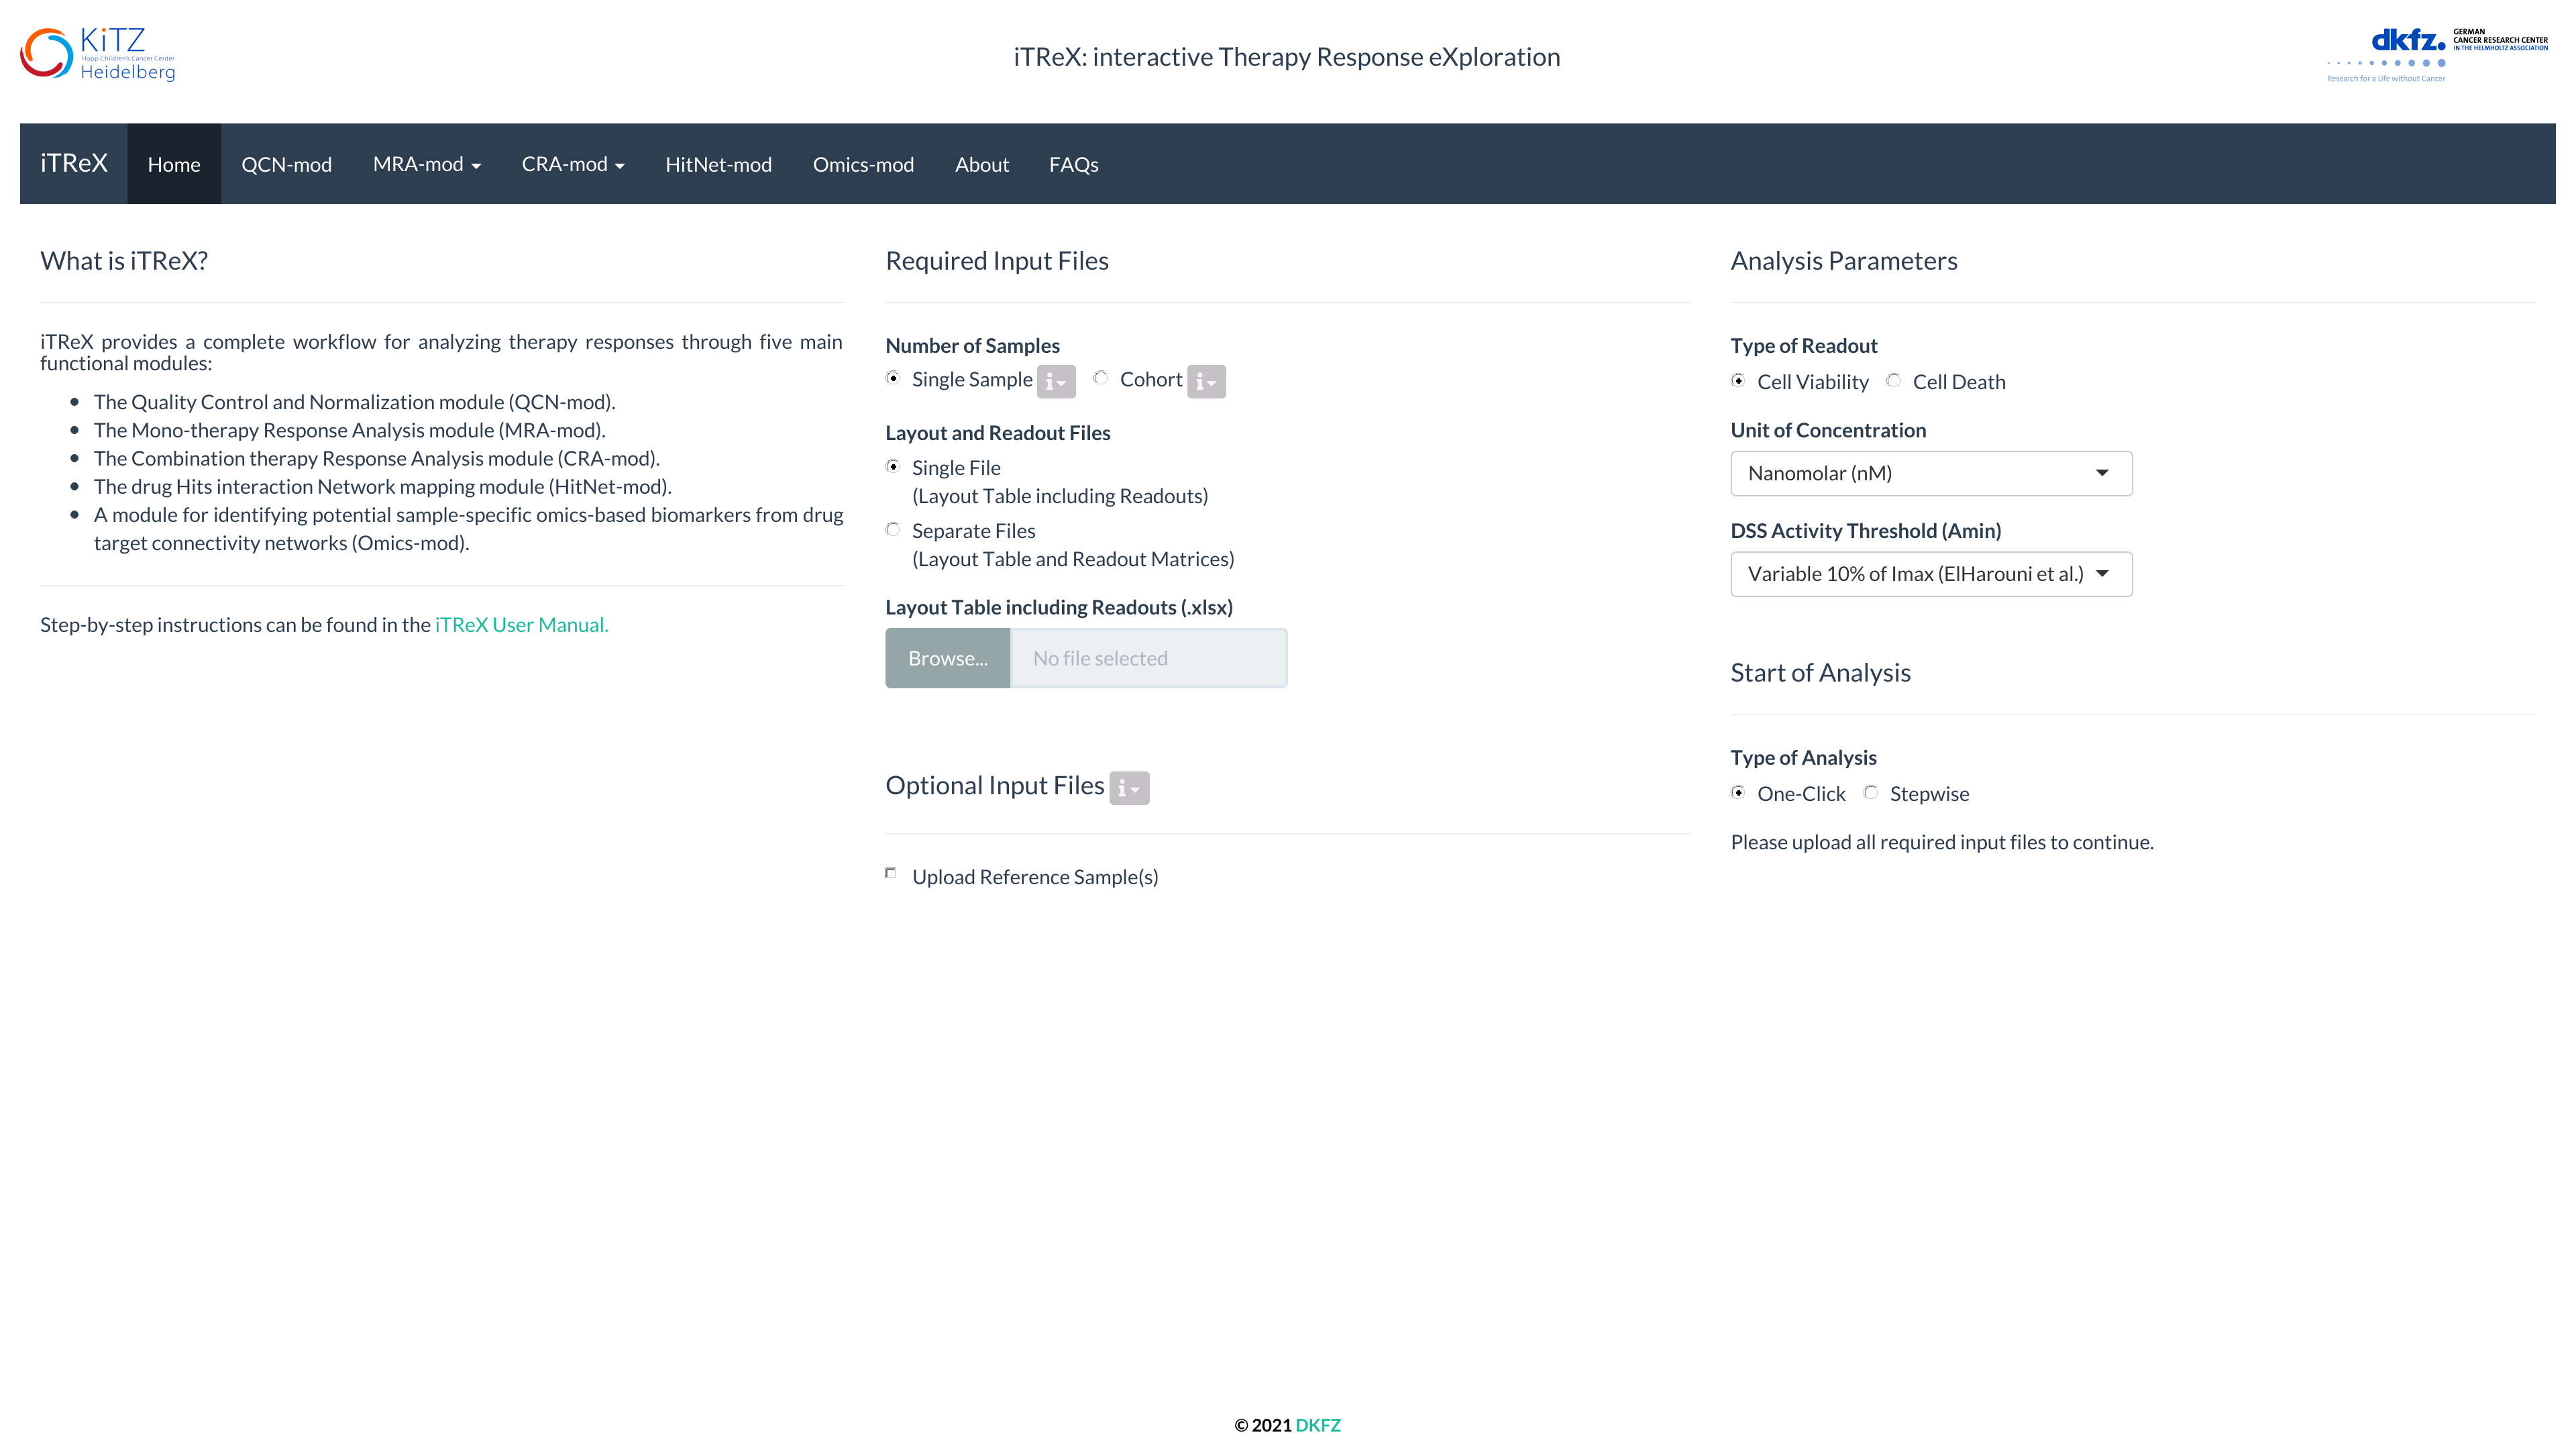 KiTZ
Hopp Children's Cancer Center
Heidelberg
iTReX: interactive Therapy Response eXploration
dkfz.
GERMAN
CANCER RESEARCH CENTER
IN THE HELMHOLTZ ASSOCIATION
Research for a Life without Cancer
iTReX Home QCN-mod MRA-mod CRA-mod HitNet-mod Omics-mod About FAQs
What is iTReX?
iTReX provides a complete workflow for analyzing therapy responses through five main
functional modules:
The Quality Control and Normalization module (QCN-mod).
The Mono-therapy Response Analysis module (MRA-mod).
The Combination therapy Response Analysis module (CRA-mod).
The drug Hits interaction Network mapping module (HitNet-mod).
A module for identifying potential sample-specific omics-based biomarkers from drug
target connectivity networks (Omics-mod).
Step-by-step instructions can be found in the iTReX User Manual.
Required Input Files
Number of Samples
Single Sample i Cohort i
Layout and Readout Files
Single File
(Layout Table including Readouts)
Separate Files
(Layout Table and Readout Matrices)
Layout Table including Readouts (.xlsx)
Browse... No file selected
Optional Input Files i
Upload Reference Sample(s)
Analysis Parameters
Type of Readout
Cell Viability Cell Death
Unit of Concentration
Nanomolar (nM)
DSS Activity Threshold (Amin)
Variable 10% of Imax (ElHarouni et al.)
Start of Analysis
Type of Analysis
One-Click Stepwise
Please upload all required input files to continue.
© 2021 DKFZ